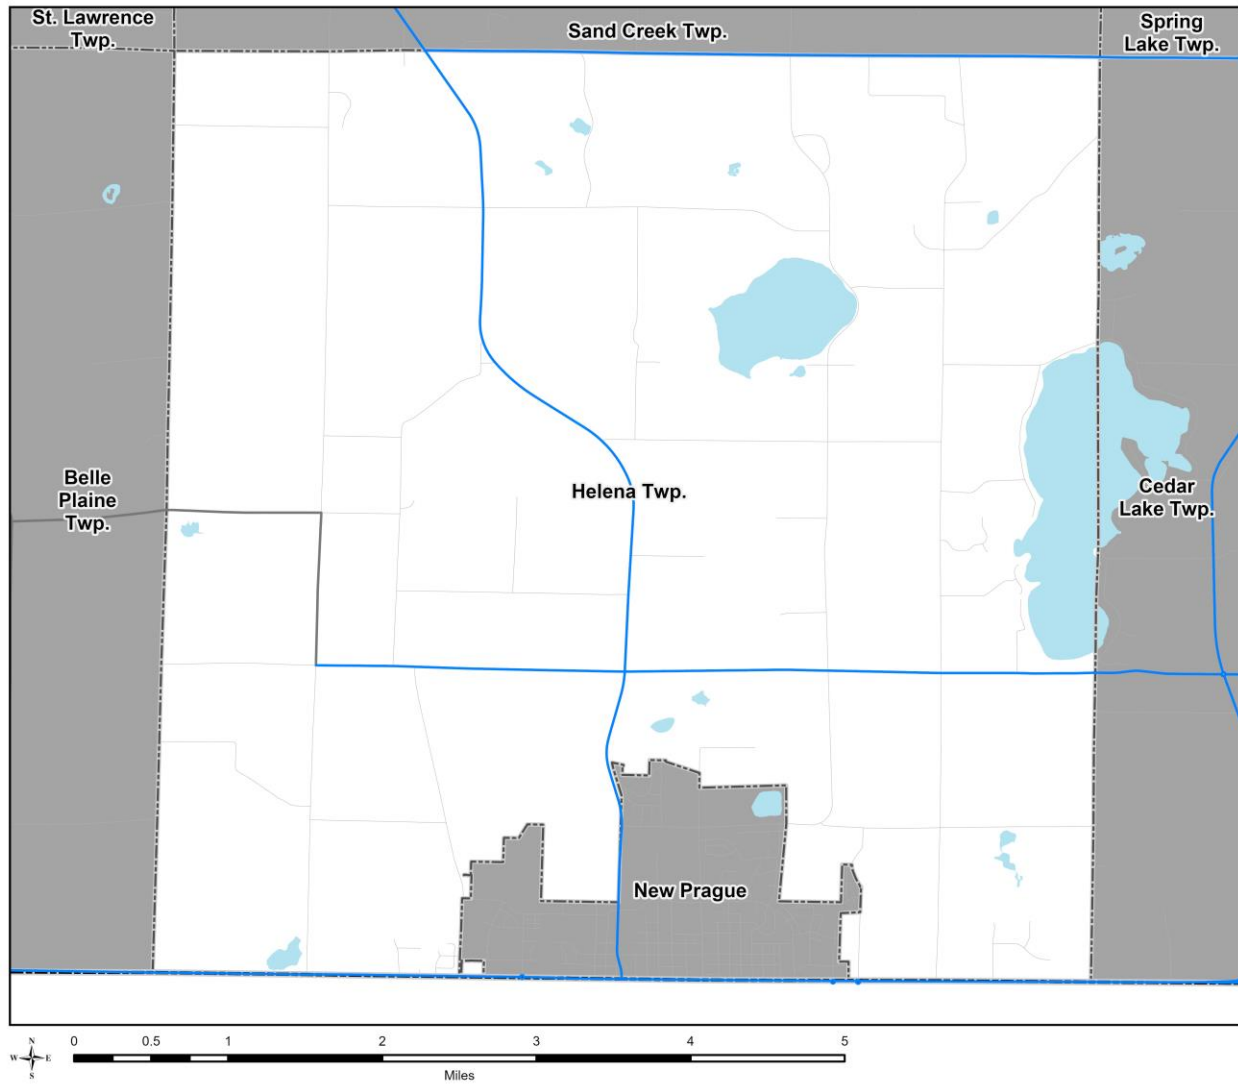 St. Lawrence
Twp.
Sand Creek Twp.
Spring
Lake Twp.
Belle
Plaine
Twp.
Helena Twp.
Cedar
Lake Twp.
New Prague
N
W E
S
0 0.5 1 2 3 4 5
Miles